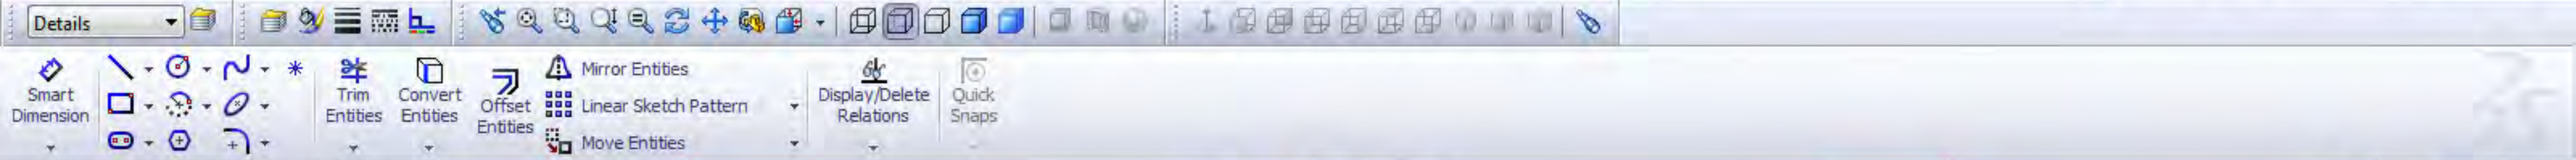 Details
Smart
Dimension
Trim
Entities
Convert
Entities
Offset
Entities
Mirror Entities
Linear Sketch Pattern
Move Entities
Display/Delete
Relations
Quick
Snaps